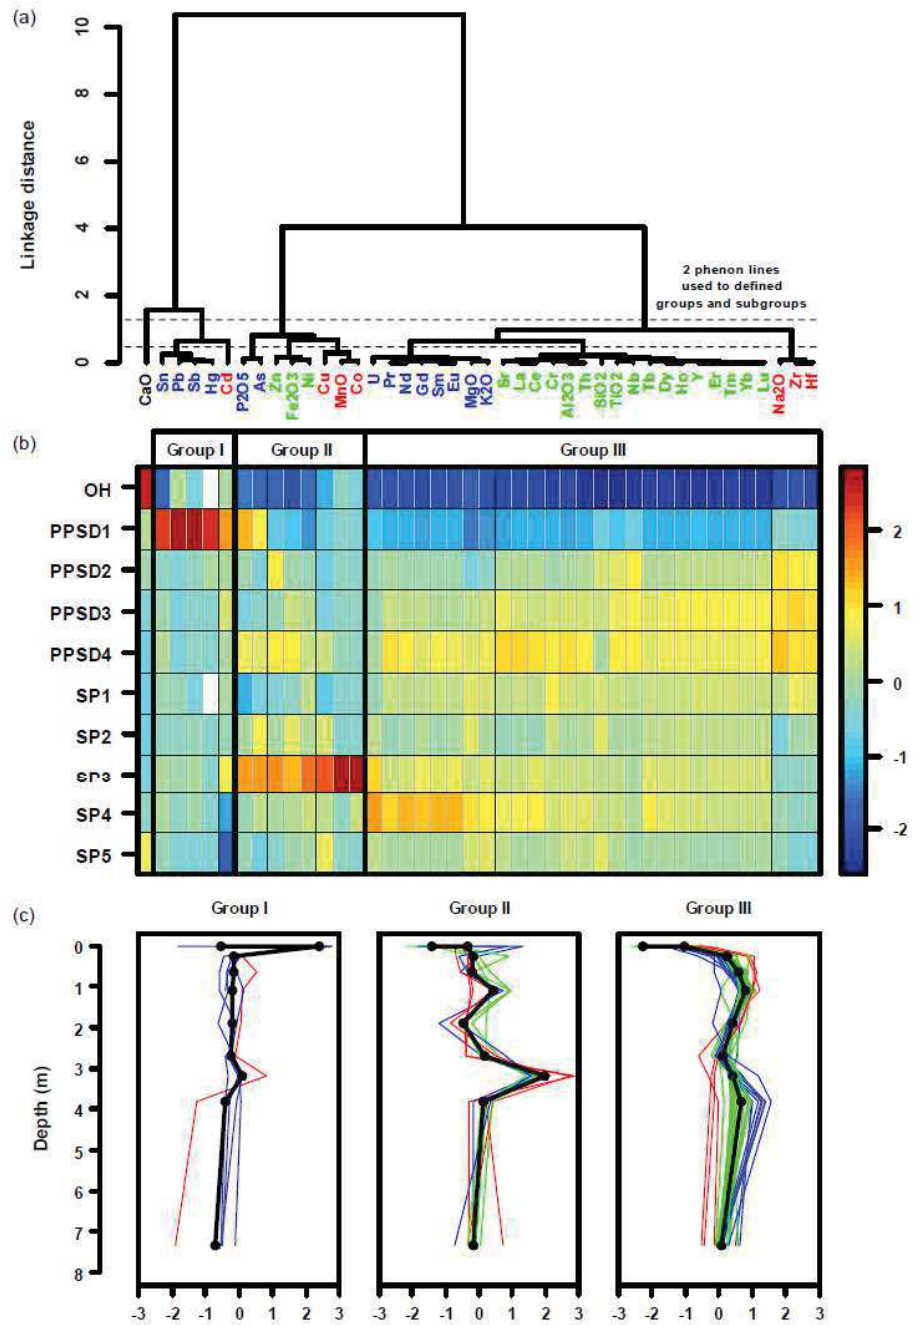 (a)
Linkage distance
10
8
6
4
2
0
2 phenon lines
used to defined
groups and subgroups
CaO Sn Pb Sb Hg Cd P2O5 As Zn Fe2O3 Ni Cu MnO Co U Pr Nd Gd Sm Eu MgO K2O Sr La Ce Cr Al2O3 Th SiO2 TiO2 Nb Tb Dy Ho Y Er Tm Yb Lu Na2O Zr Hf
(b)
Group I Group II Group III
OH
PPSD1
PPSD2
PPSD3
PPSD4
SP1
SP2
SP3
SP4
SP5
2
1
0
-1
-2
(c)
Group I Group II Group III
Depth (m)
0
1
2
3
4
5
6
7
8
-3 -2 -1 0 1 2 3 -3 -2 -1 0 1 2 3 -3 -2 -1 0 1 2 3